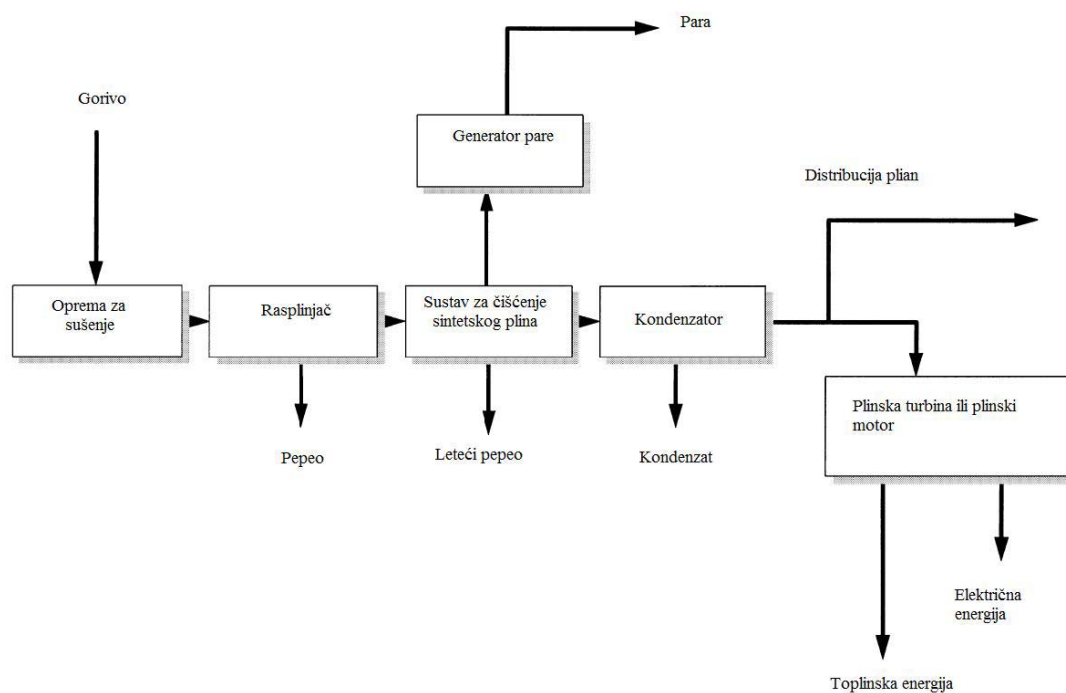 Para
Gorivo
Generator pare
Distribucija plian
Oprema za
sušenje
Rasplinjač
Sustav za čišćenje
sintetskog plina
Kondenzator
Plinska turbina ili plinski
motor
Pepeo
Leteći pepeo
Kondenzat
Elektrićna
energija
Toplinska energija